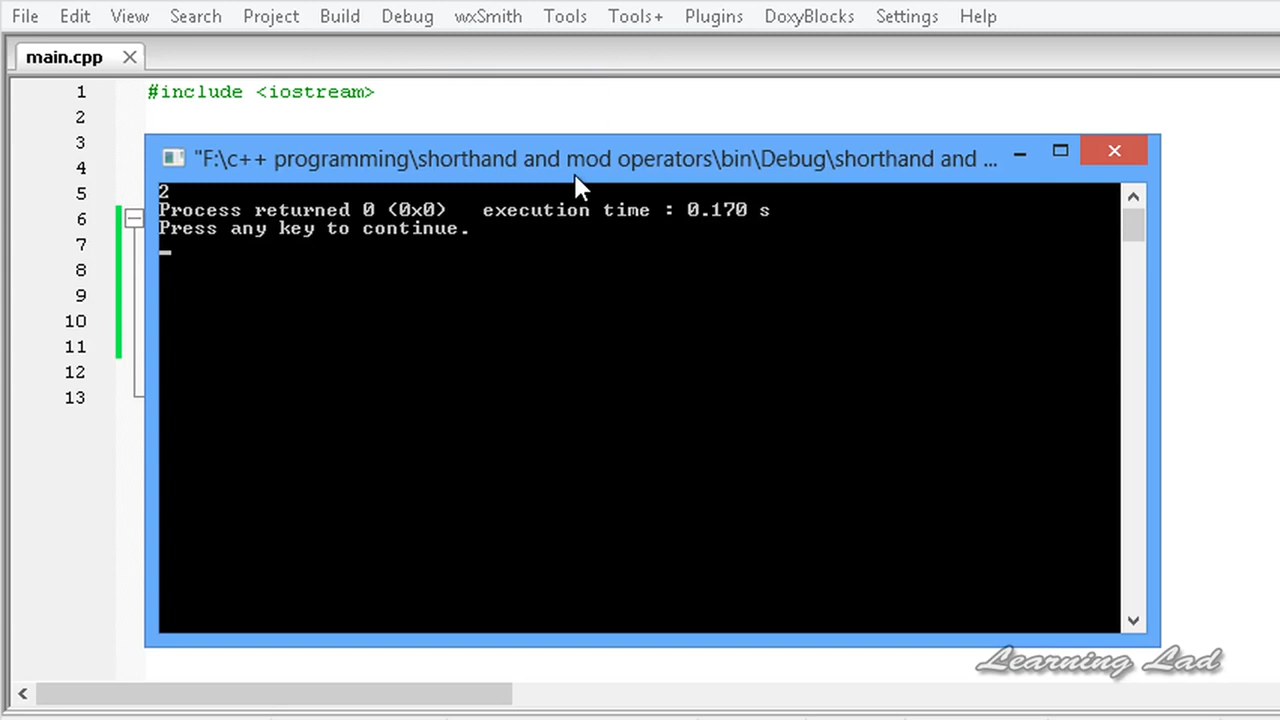 File Edit View Search Project Build Debug wxSmith Tools Tools+ Plugins DoxyBlocks Settings Help
main.cpp
1 #include <iostream>
2
3
"F:\c++ programming\shorthand and mod operators\bin\Debug\shorthand and ...
4
5
2
6
Process returned 0 (0x0) execution time : 0.170 s
Press any key to continue.
7
8
9
10
11
12
13
Learning Lad